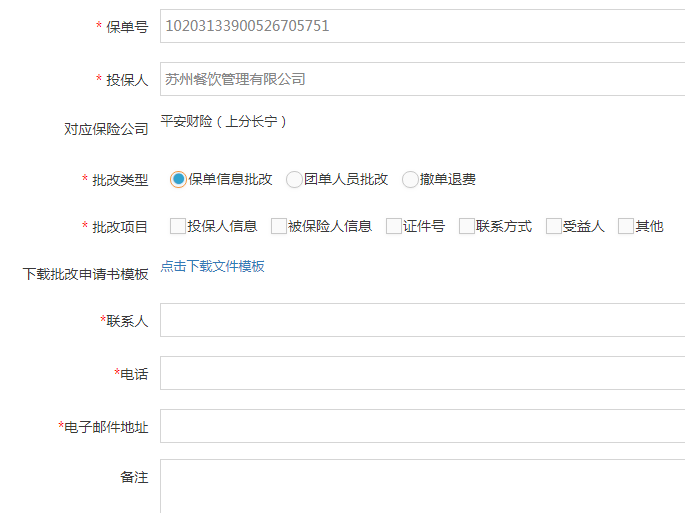 * 保单号 10203133900526705751
* 投保人 苏州餐饮管理有限公司
对应保险公司 平安财险（上分长宁）
* 批改类型 保单信息批改 团单人员批改 撤单退费
* 批改项目 投保人信息 被保险人信息 证件号 联系方式 受益人 其他
下载批改申请书模板 点击下载文件模板
*联系人
*电话
*电子邮件地址
备注